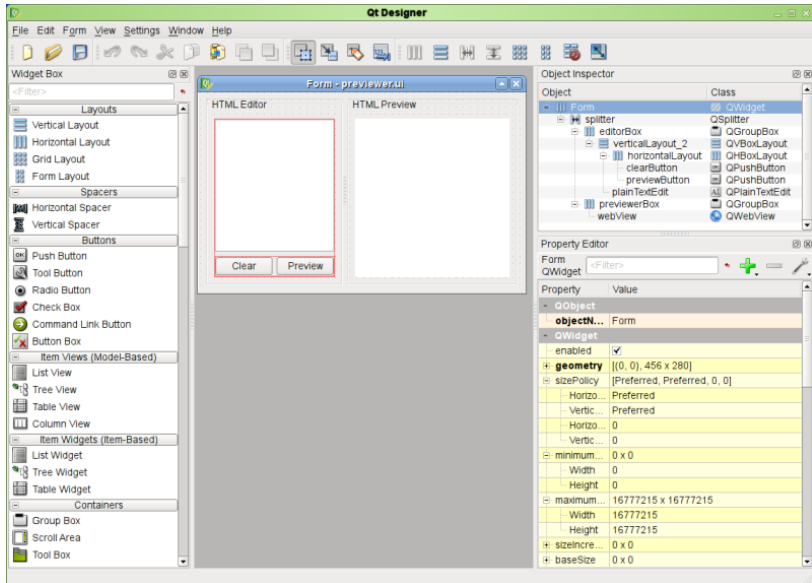 Qt Designer
File Edit Form View Settings Window Help
Widget Box
<Filter>
Layouts
Vertical Layout
Horizontal Layout
Grid Layout
Form Layout
Spacers
Horizontal Spacer
Vertical Spacer
Buttons
OK Push Button
Tool Button
Radio Button
Check Box
Command Link Button
Button Box
Item Views (Model-Based)
List View
Tree View
Table View
Column View
Item Widgets (Item-Based)
List Widget
Tree Widget
Table Widget
Containers
Group Box
Scroll Area
Tool Box
Form - previewer.ui
HTML Editor
HTML Preview
Clear
Preview
Object Inspector
Object Class
Form QWidget
splitter QSplitter
editorBox QGroupBox
verticalLayout_2 QVBoxLayout
horizontalLayout QHBoxLayout
clearButton QPushButton
previewButton QPushButton
plainTextEdit AI QPlainTextEdit
previewerBox QGroupBox
webView QWebView
Property Editor
Form
QWidget
<Filter>
Property Value
QObject
objectN... Form
QWidget
enabled
geometry [(0, 0), 456 x 280]
sizePolicy [Preferred, Preferred, 0, 0]
Horizo... Preferred
Vertic... Preferred
Horizo... 0
Vertic... 0
minimum... 0 x 0
Width 0
Height 0
maximum... 16777215 x 16777215
Width 16777215
Height 16777215
sizeIncre... 0 x 0
baseSize 0 x 0